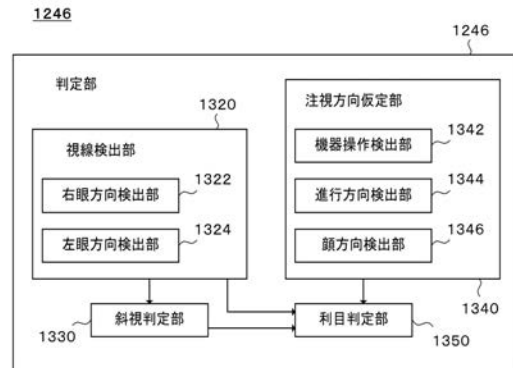 1246
1246
判定部
1320
視線検出部
右眼方向検出部
1322
左眼方向検出部
1324
注視方向仮定部
機器操作検出部
1342
進行方向検出部
1344
顔方向検出部
1346
1340
斜視判定部
1330
利目判定部
1350